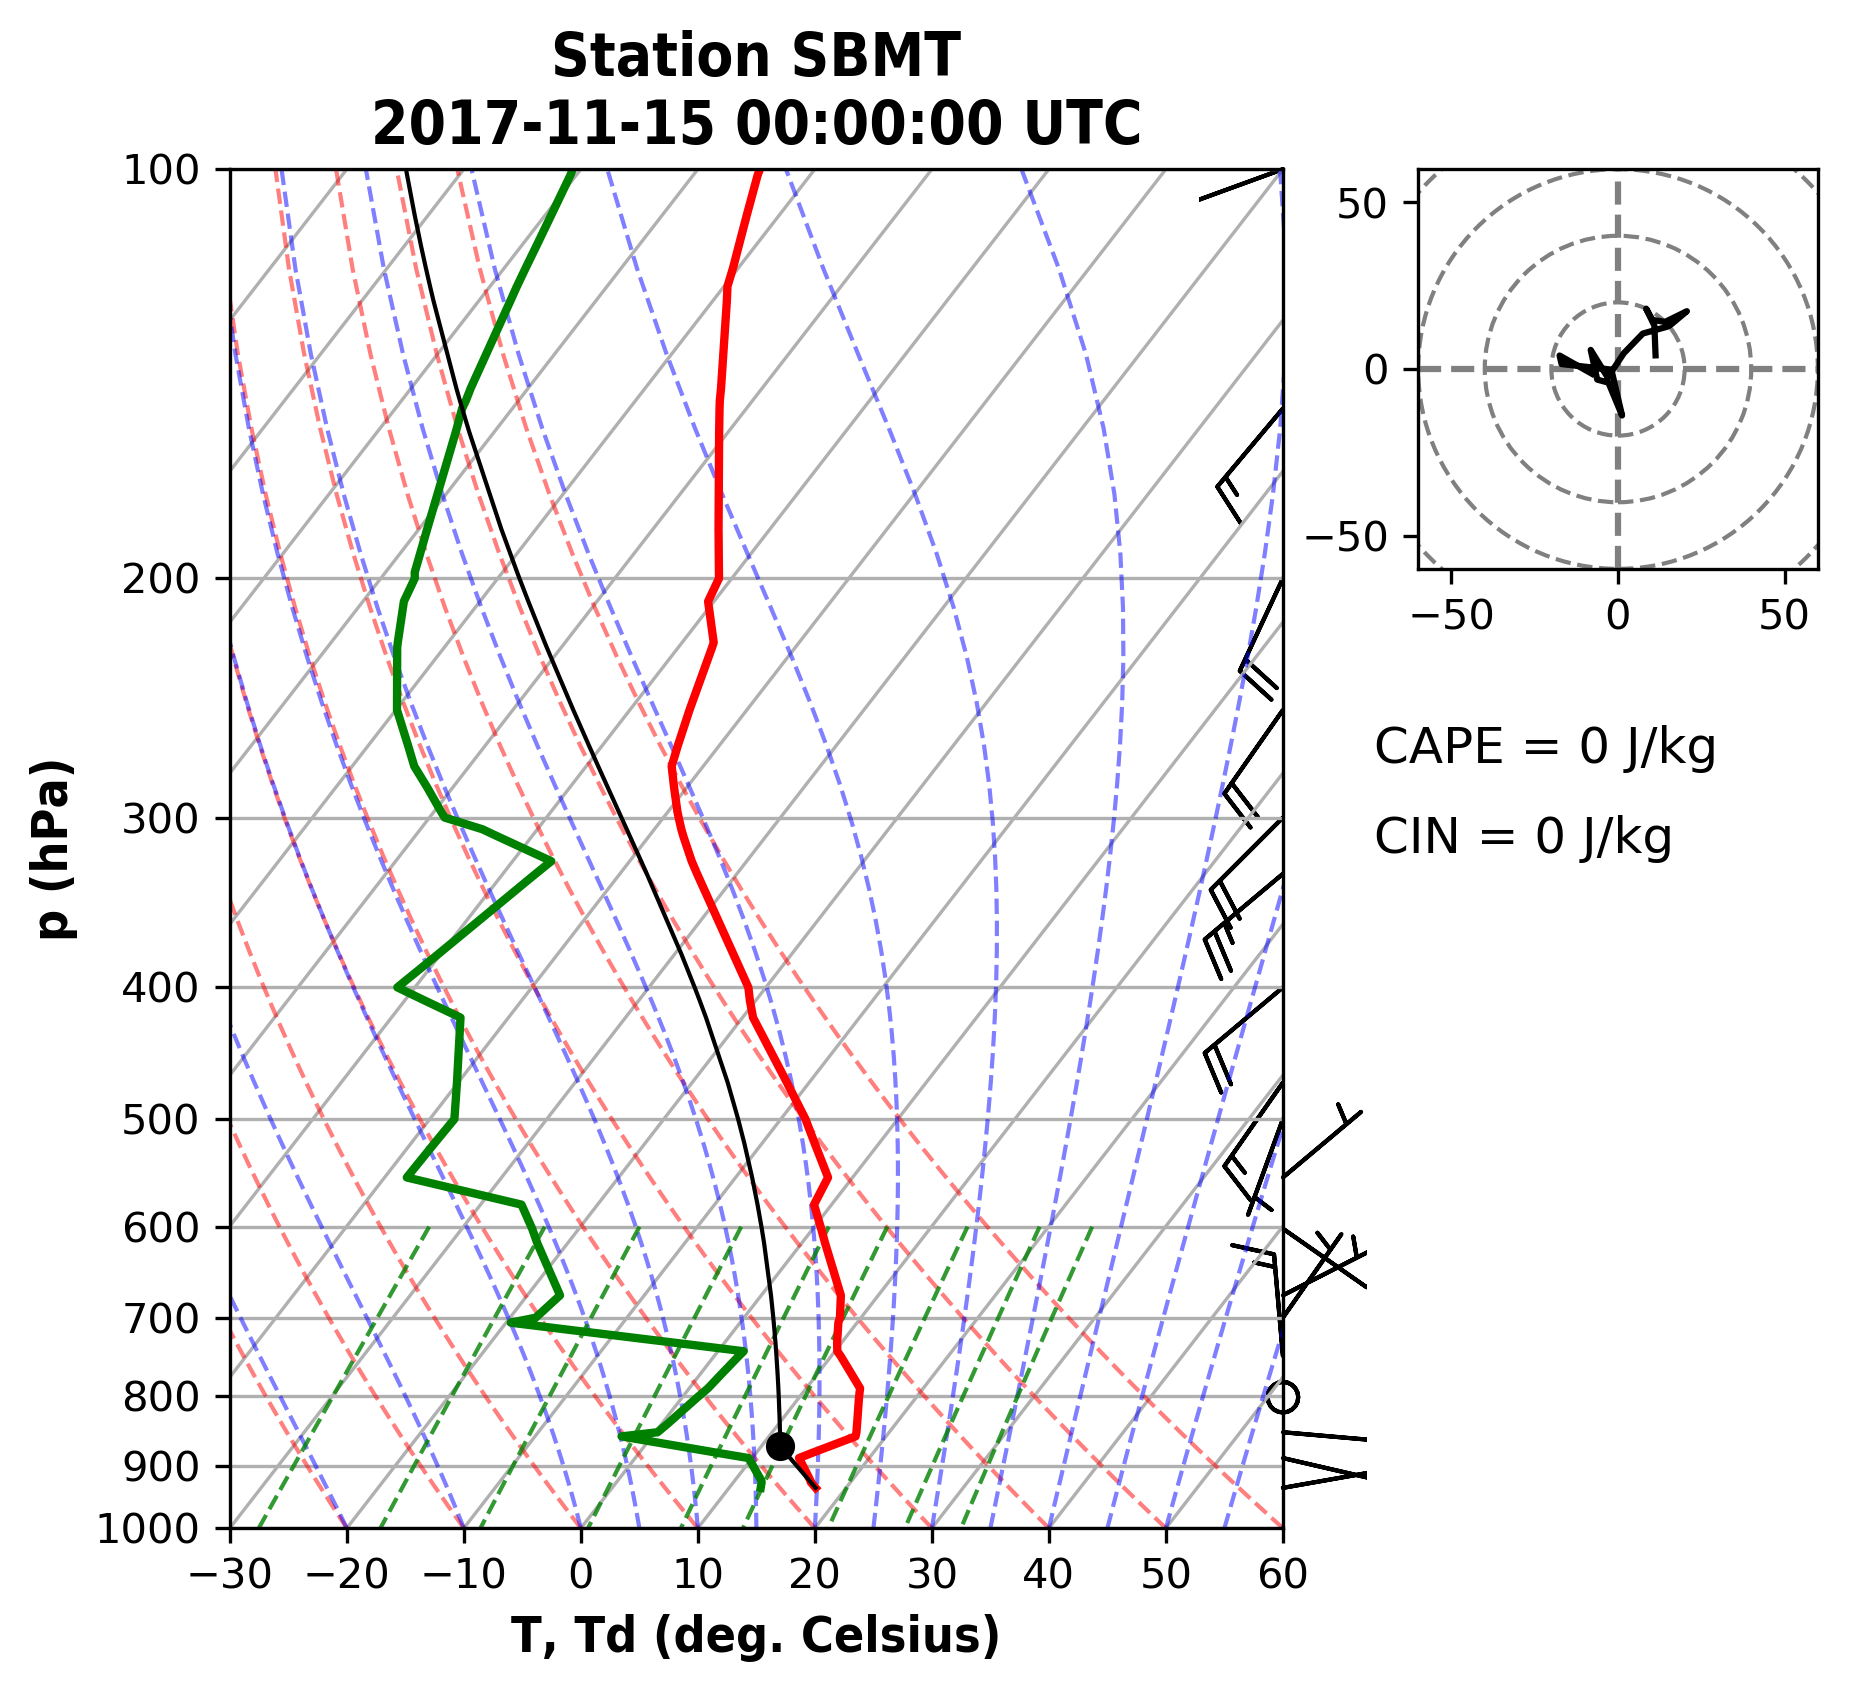 Station SBMT
2017-11-15 00:00:00 UTC
100
200
300
400
500
600
700
800
900
1000
p (hPa)
−30 −20 −10 0 10 20 30 40 50 60
T, Td (deg. Celsius)
50
0
−50
−50 0 50
CAPE = 0 J/kg
CIN = 0 J/kg